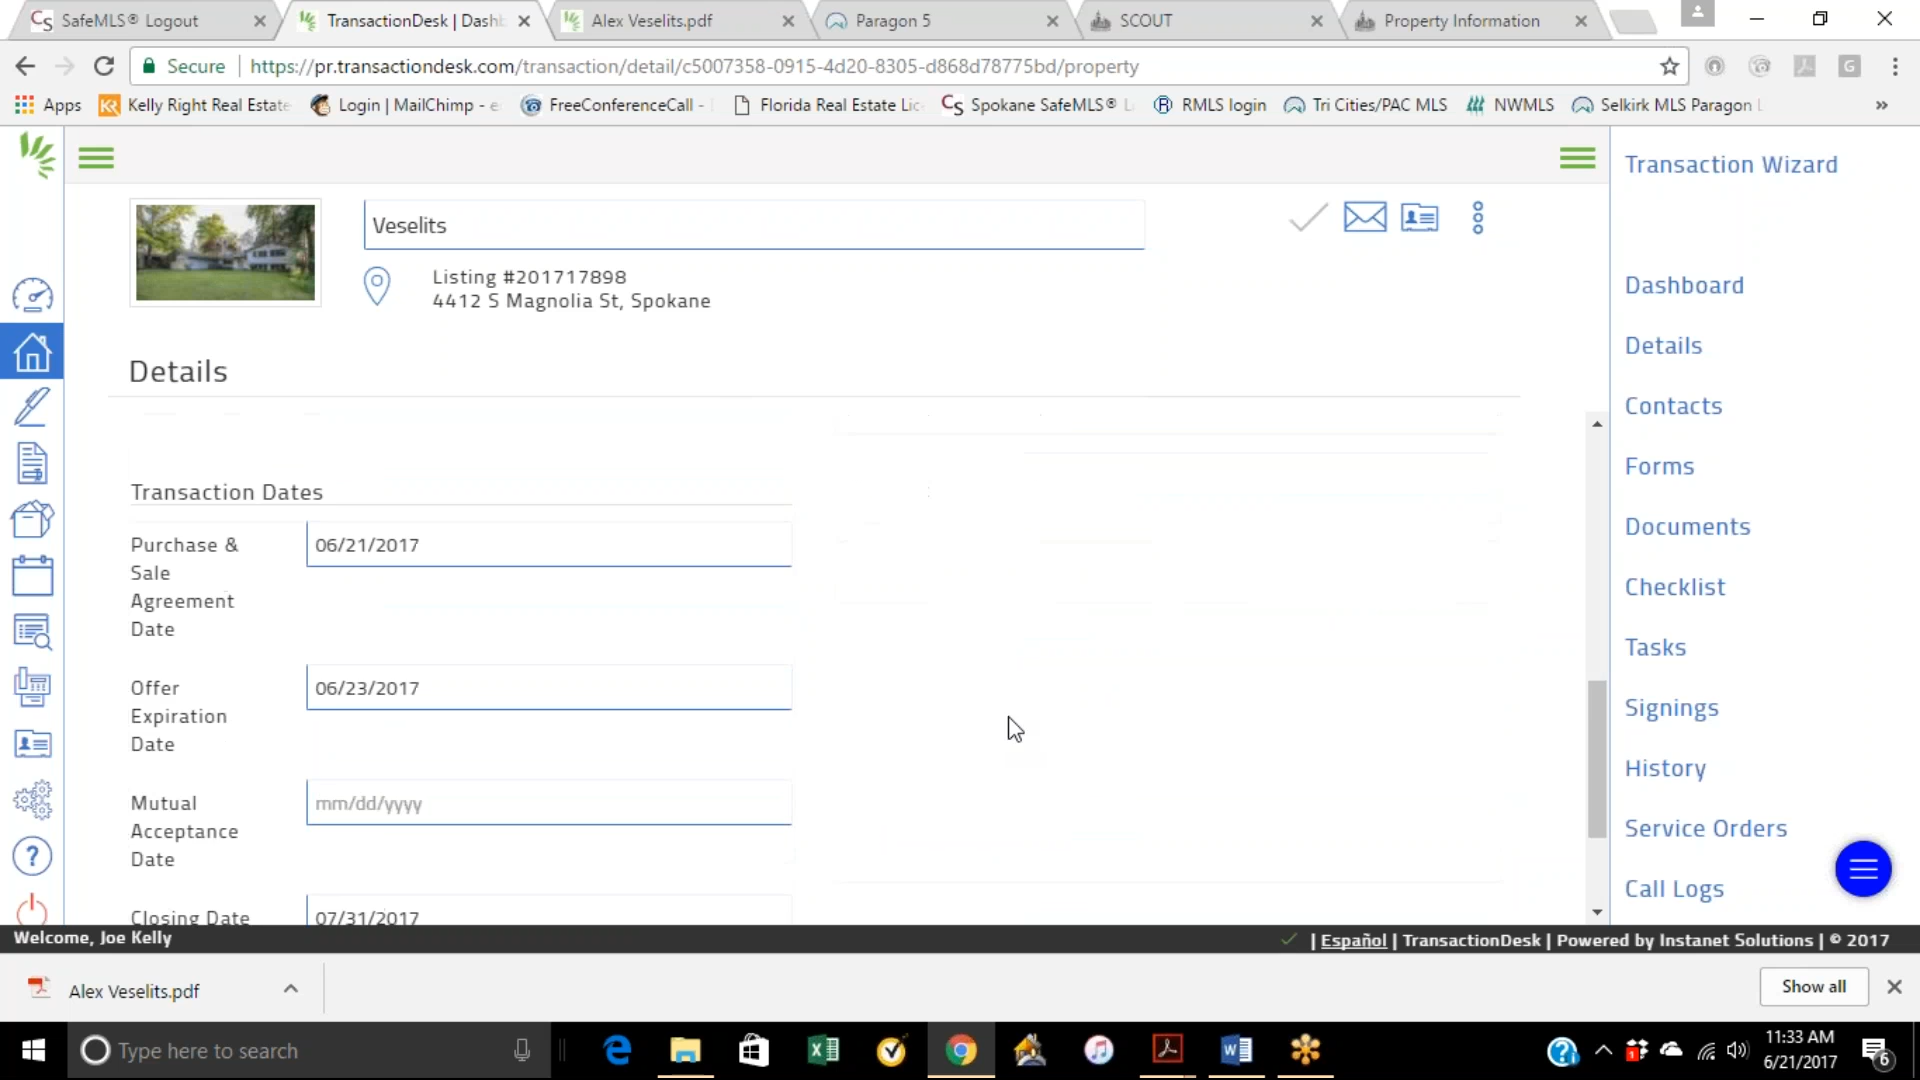 SafeMLS® Logout
TransactionDesk | Dashb
Alex Veselits.pdf
Paragon 5
SCOUT
Property Information
Secure
https://pr.transactiondesk.com/transaction/detail/c5007358-0915-4d20-8305-d868d78775bd/property
Apps
Kelly Right Real Estate
Login | MailChimp - e
FreeConferenceCall -
Florida Real Estate Lic
Spokane SafeMLS® L
RMLS login
Tri Cities/PAC MLS
NWMLS
Selkirk MLS Paragon
»
Veselits
Listing #201717898
4412 S Magnolia St, Spokane
Details
Transaction Dates
Purchase &
Sale
Agreement
Date
06/21/2017
Offer
Expiration
Date
06/23/2017
Mutual
Acceptance
Date
mm/dd/yyyy
Closing Date
07/31/2017
Transaction Wizard
Dashboard
Details
Contacts
Forms
Documents
Checklist
Tasks
Signings
History
Service Orders
Call Logs
Welcome, Joe Kelly
| Español | TransactionDesk | Powered by Instanet Solutions | © 2017
Alex Veselits.pdf
Show all
Type here to search
11:33 AM
6/21/2017
6